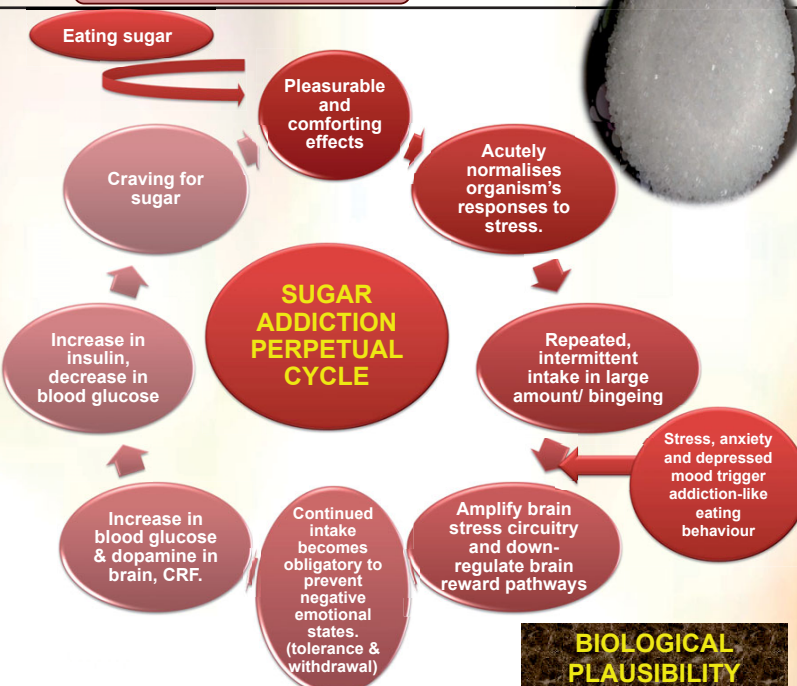 Eating sugar
Pleasurable
and
comforting
effects
Acutely
normalises
organism's
responses to
stress.
Repeated,
intermittent
intake in large
amount/ bingeing
Stress, anxiety
and depressed
mood trigger
addiction-like
eating
behaviour
Amplify brain
stress circuitry
and down-
regulate brain
reward pathways
Continued
intake
becomes
obligatory to
prevent
negative
emotional
states.
(tolerance &
withdrawal)
Increase in
blood glucose
& dopamine in
brain, CRF.
Increase in
insulin,
decrease in
blood glucose
Craving for
sugar
SUGAR
ADDICTION
PERPETUAL
CYCLE
BIOLOGICAL
PLAUSIBILITY